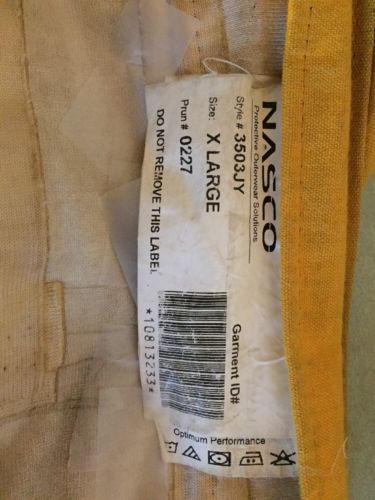 NASCO
Protective Outerwear Solutions
Style # 3503JY
Size: X LARGE
Prun # 0227
DO NOT REMOVE THIS LABEL
Garment ID#
*10813233*
Optimum Performance